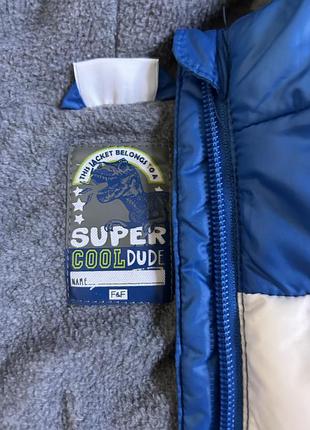 THIS JACKET BELONGS TO A
SUPER
COOL DUDE
NAME
F&F